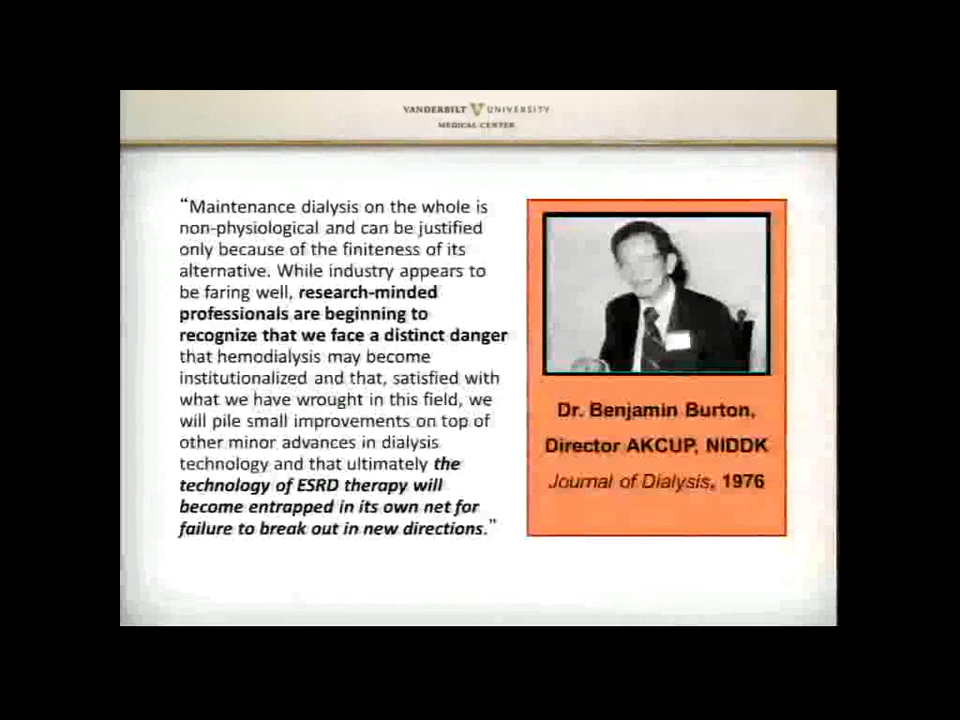 VANDERBILT V UNIVERSITY
MEDICAL CENTER
“Maintenance dialysis on the whole is
non-physiological and can be justified
only because of the finiteness of its
alternative. While industry appears to
be faring well, research-minded
professionals are beginning to
recognize that we face a distinct danger
that hemodialysis may become
institutionalized and that, satisfied with
what we have wrought in this field, we
will pile small improvements on top of
other minor advances in dialysis
technology and that ultimately the
technology of ESRD therapy will
become entrapped in its own net for
failure to break out in new directions.”
Dr. Benjamin Burton,
Director AKCUP, NIDDK
Journal of Dialysis, 1976